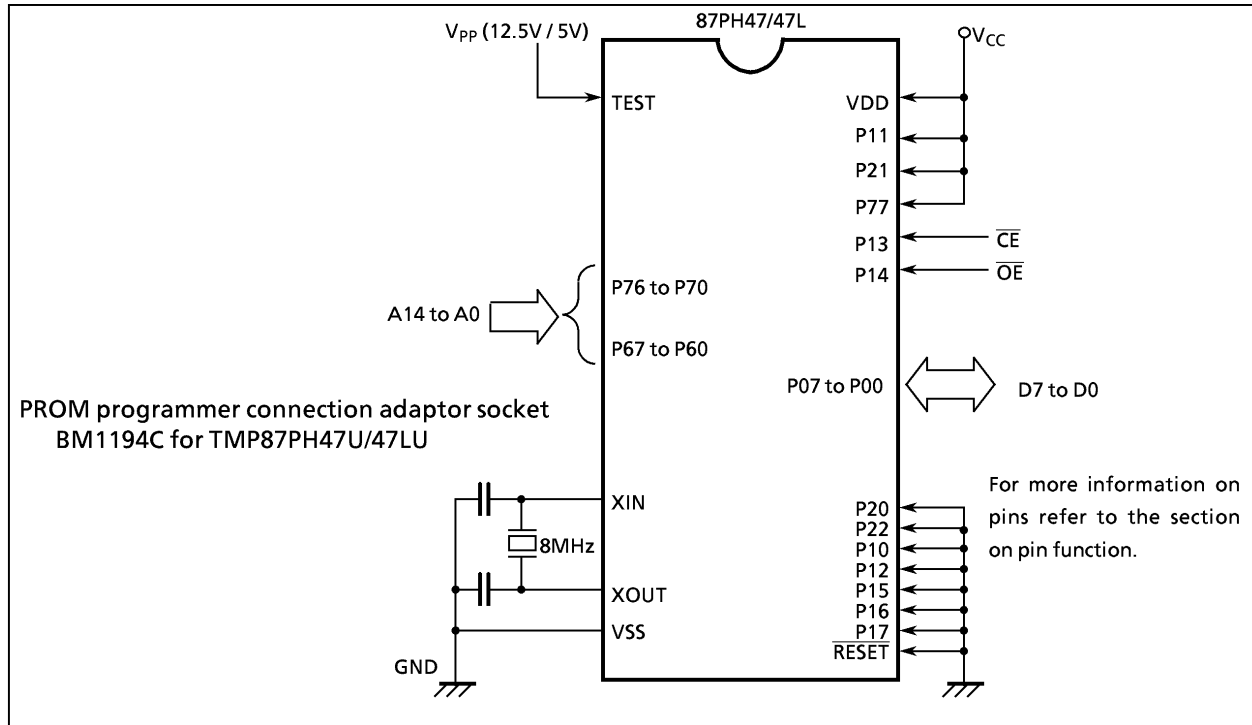 87PH47/47L
VPP (12.5V / 5V)
VCC
TEST
VDD
P11
P21
P77
P13
CE
P14
OE
A14 to A0
P76 to P70
P67 to P60
P07 to P00
D7 to D0
PROM programmer connection adaptor socket
BM1194C for TMP87PH47U/47LU
XIN
8MHz
XOUT
VSS
GND
For more information on
pins refer to the section
on pin function.
P20
P22
P10
P12
P15
P16
P17
RESET